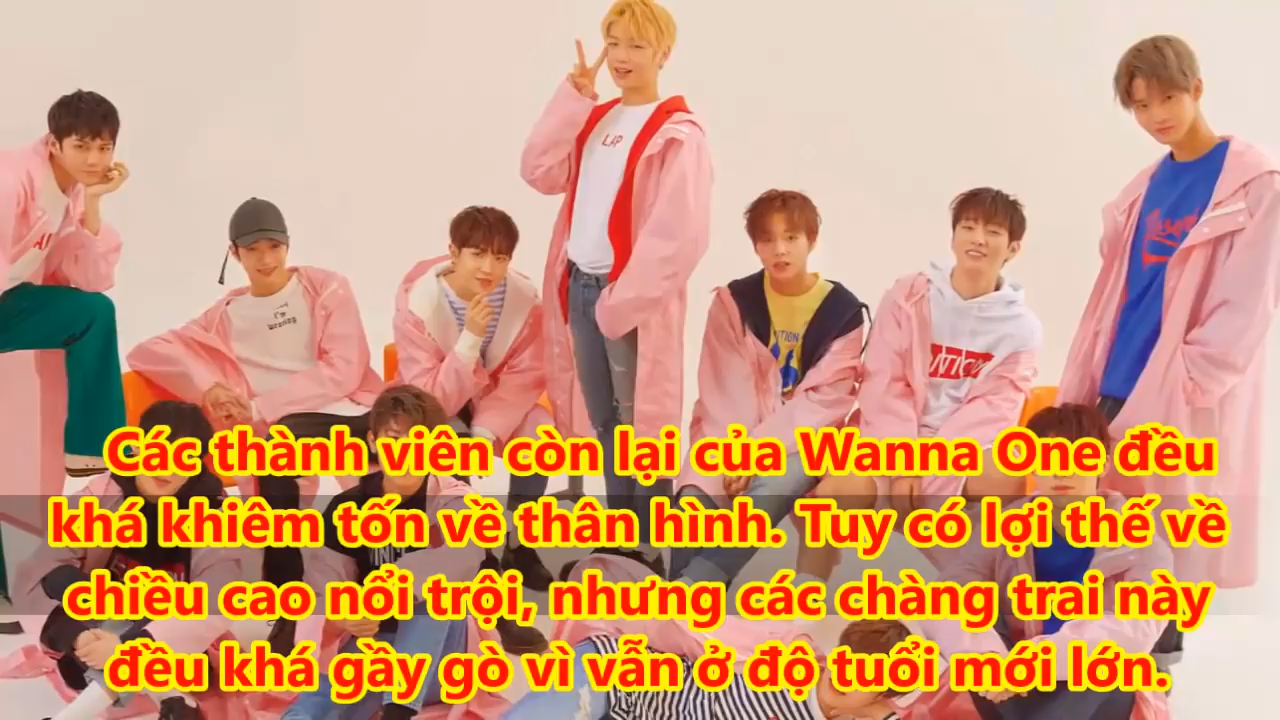 LAP
I'm
Wrong
Các thành viên còn lại của Wanna One đều
khá khiêm tốn về thân hình. Tuy có lợi thế về
chiều cao nổi trội, nhưng các chàng trai này
đều khá gầy gò vì vẫn ở độ tuổi mới lớn.